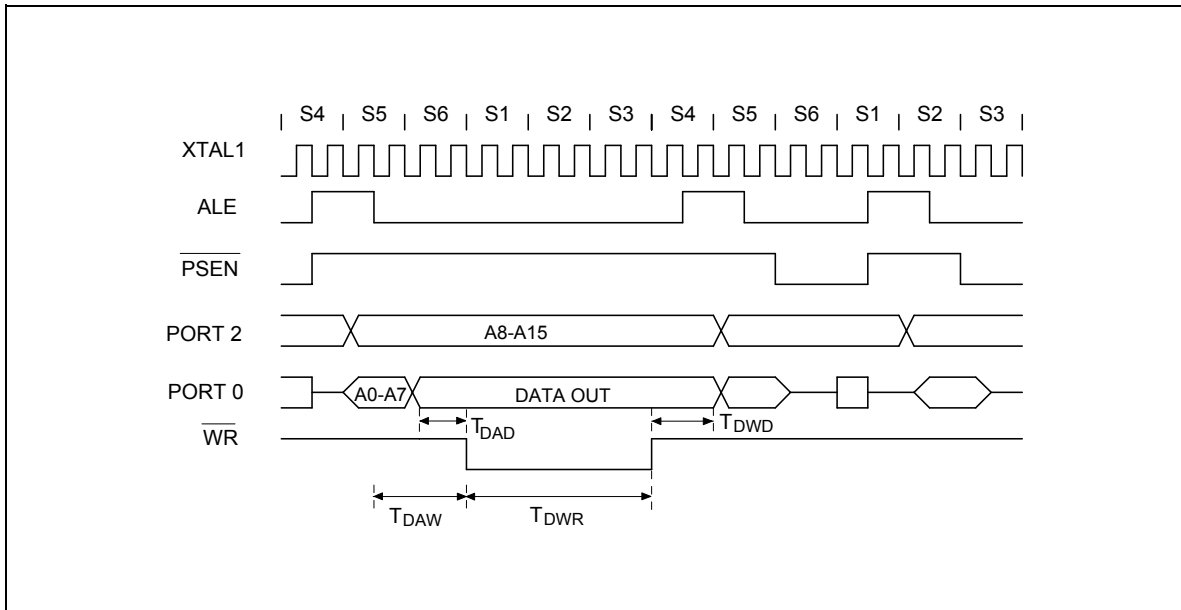 S4 S5 S6 S1 S2 S3 S4 S5 S6 S1 S2 S3
XTAL1
ALE
PSEN
PORT 2 A8-A15
PORT 0 A0-A7 DATA OUT
TDAD TDWD
WR
TDAW TDWR